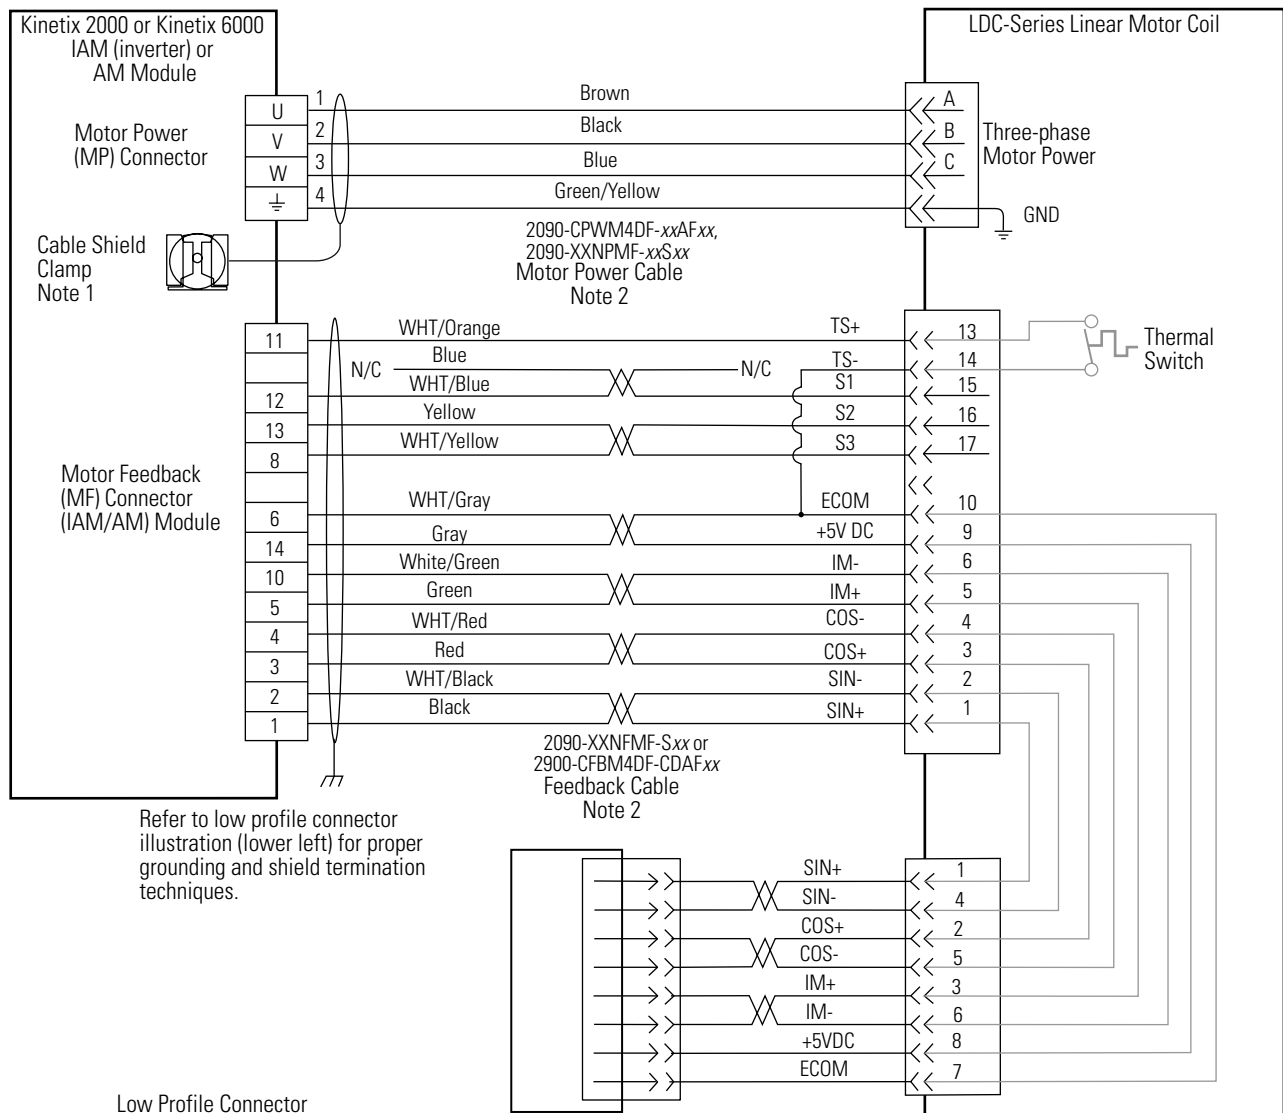 Kinetix 2000 or Kinetix 6000
IAM (inverter) or
AM Module
LDC-Series Linear Motor Coil
Motor Power
(MP) Connector
U
V
W
1
2
3
4
Brown
Black
Blue
Green/Yellow
A
B
C
Three-phase
Motor Power
GND
2090-CPWM4DF-xxAFxx,
2090-XXNPMF-xxSxx
Motor Power Cable
Note 2
Cable Shield
Clamp
Note 1
Motor Feedback
(MF) Connector
(IAM/AM) Module
11 WHT/Orange TS+ 13
N/C Blue N/C TS- 14
12 WHT/Blue S1 15
13 Yellow S2 16
8 WHT/Yellow S3 17
6 WHT/Gray ECOM 10
14 Gray +5V DC 9
10 White/Green IM- 6
5 Green IM+ 5
4 WHT/Red COS- 4
3 Red COS+ 3
2 WHT/Black SIN- 2
1 Black SIN+ 1
Thermal
Switch
2090-XXNFMF-Sxx or
2900-CFBM4DF-CDAFxx
Feedback Cable
Note 2
Refer to low profile connector
illustration (lower left) for proper
grounding and shield termination
techniques.
SIN+ 1
SIN- 4
COS+ 2
COS- 5
IM+ 3
IM- 6
+5VDC 8
ECOM 7
Low Profile Connector